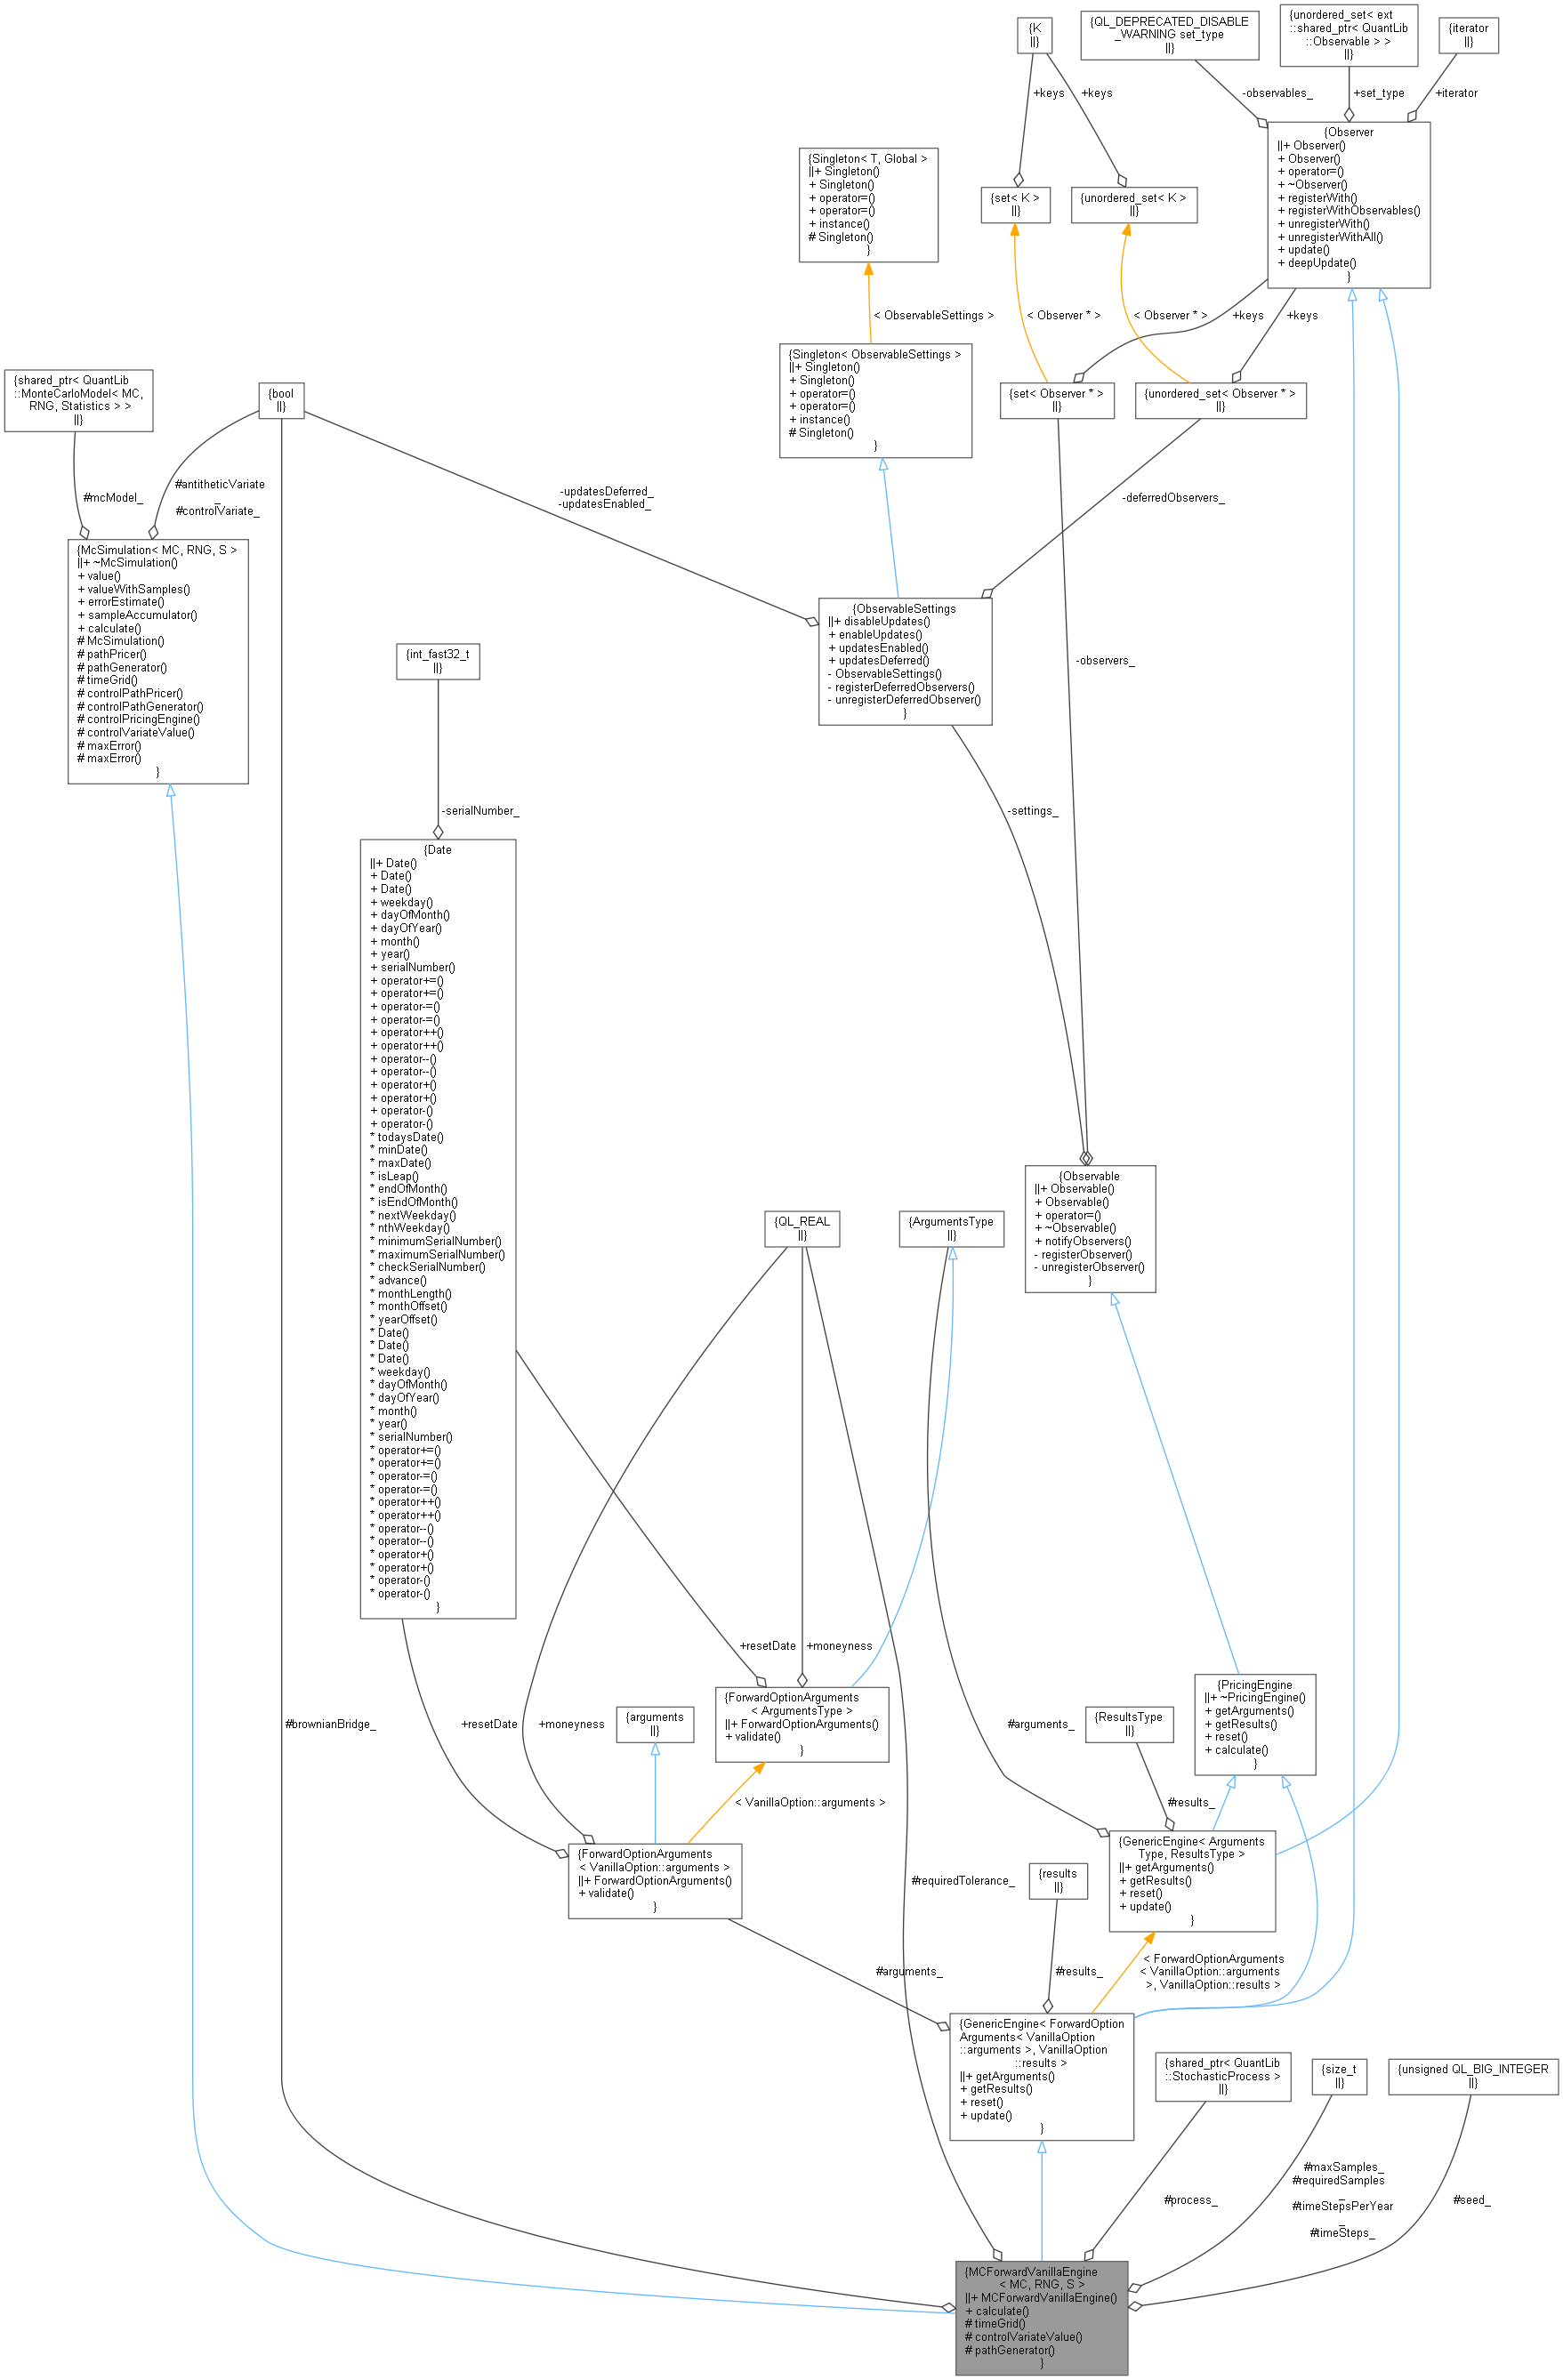 {K
||}
{QL_DEPRECATED_DISABLE
_WARNING set_type
||}
{unordered_set< ext
::shared_ptr< QuantLib
::Observable > >
||}
{iterator
||}
+keys
+keys
-observables_
+set_type
+iterator
{Observer
||+ Observer()
+ Observer()
+ operator=()
+ ~Observer()
+ registerWith()
+ registerWithObservables()
+ unregisterWith()
+ unregisterWithAll()
+ update()
+ deepUpdate()
}
{Singleton< T, Global >
||+ Singleton()
+ Singleton()
+ operator=()
+ operator=()
+ instance()
# Singleton()
}
{set< K >
||}
{unordered_set< K >
||}
< ObservableSettings >
< Observer * >
< Observer * >
+keys
+keys
{Singleton< ObservableSettings >
||+ Singleton()
+ Singleton()
+ operator=()
+ operator=()
+ instance()
# Singleton()
}
{shared_ptr< QuantLib
::MonteCarloModel< MC,
RNG, Statistics > >
||}
{bool
||}
{set< Observer * >
||}
{unordered_set< Observer * >
||}
#mcModel_
#antitheticVariate
_
#controlVariate_
-updatesDeferred_
-updatesEnabled_
-deferredObservers_
{McSimulation< MC, RNG, S >
||+ ~McSimulation()
+ value()
+ valueWithSamples()
+ errorEstimate()
+ sampleAccumulator()
+ calculate()
# McSimulation()
# pathPricer()
# pathGenerator()
# timeGrid()
# controlPathPricer()
# controlPathGenerator()
# controlPricingEngine()
# controlVariateValue()
# maxError()
# maxError()
}
{ObservableSettings
||+ disableUpdates()
+ enableUpdates()
+ updatesEnabled()
+ updatesDeferred()
- ObservableSettings()
- registerDeferredObservers()
- unregisterDeferredObserver()
}
{int_fast32_t
||}
-observers_
-serialNumber_
-settings_
{Date
||+ Date()
+ Date()
+ Date()
+ weekday()
+ dayOfMonth()
+ dayOfYear()
+ month()
+ year()
+ serialNumber()
+ operator+=()
+ operator+=()
+ operator-=()
+ operator-=()
+ operator++()
+ operator++()
+ operator--()
+ operator--()
+ operator+()
+ operator+()
+ operator-()
+ operator-()
* todaysDate()
* minDate()
* maxDate()
* isLeap()
* endOfMonth()
* isEndOfMonth()
* nextWeekday()
* nthWeekday()
* minimumSerialNumber()
* maximumSerialNumber()
* checkSerialNumber()
* advance()
* monthLength()
* monthOffset()
* yearOffset()
* Date()
* Date()
* Date()
* weekday()
* dayOfMonth()
* dayOfYear()
* month()
* year()
* serialNumber()
* operator+=()
* operator+=()
* operator-=()
* operator-=()
* operator++()
* operator++()
* operator--()
* operator--()
* operator+()
* operator+()
* operator-()
* operator-()
}
{Observable
||+ Observable()
+ Observable()
+ operator=()
+ ~Observable()
+ notifyObservers()
- registerObserver()
- unregisterObserver()
}
{QL_REAL
||}
{ArgumentsType
||}
+resetDate
+moneyness
{PricingEngine
||+ ~PricingEngine()
+ getArguments()
+ getResults()
+ reset()
+ calculate()
}
{ForwardOptionArguments
< ArgumentsType >
||+ ForwardOptionArguments()
+ validate()
}
{arguments
||}
{ResultsType
||}
#brownianBridge_
+resetDate
+moneyness
#arguments_
< VanillaOption::arguments >
#results_
{GenericEngine< Arguments
Type, ResultsType >
||+ getArguments()
+ getResults()
+ reset()
+ update()
}
{ForwardOptionArguments
< VanillaOption::arguments >
||+ ForwardOptionArguments()
+ validate()
}
{results
||}
#requiredTolerance_
#arguments_
#results_
< ForwardOptionArguments
< VanillaOption::arguments
>, VanillaOption::results >
{GenericEngine< ForwardOption
Arguments< VanillaOption
::arguments >, VanillaOption
::results >
||+ getArguments()
+ getResults()
+ reset()
+ update()
}
{shared_ptr< QuantLib
::StochasticProcess >
||}
{size_t
||}
{unsigned QL_BIG_INTEGER
||}
#process_
#maxSamples_
#requiredSamples
_
#timeStepsPerYear
_
#timeSteps_
#seed_
{MCForwardVanillaEngine
< MC, RNG, S >
||+ MCForwardVanillaEngine()
+ calculate()
# timeGrid()
# controlVariateValue()
# pathGenerator()
}